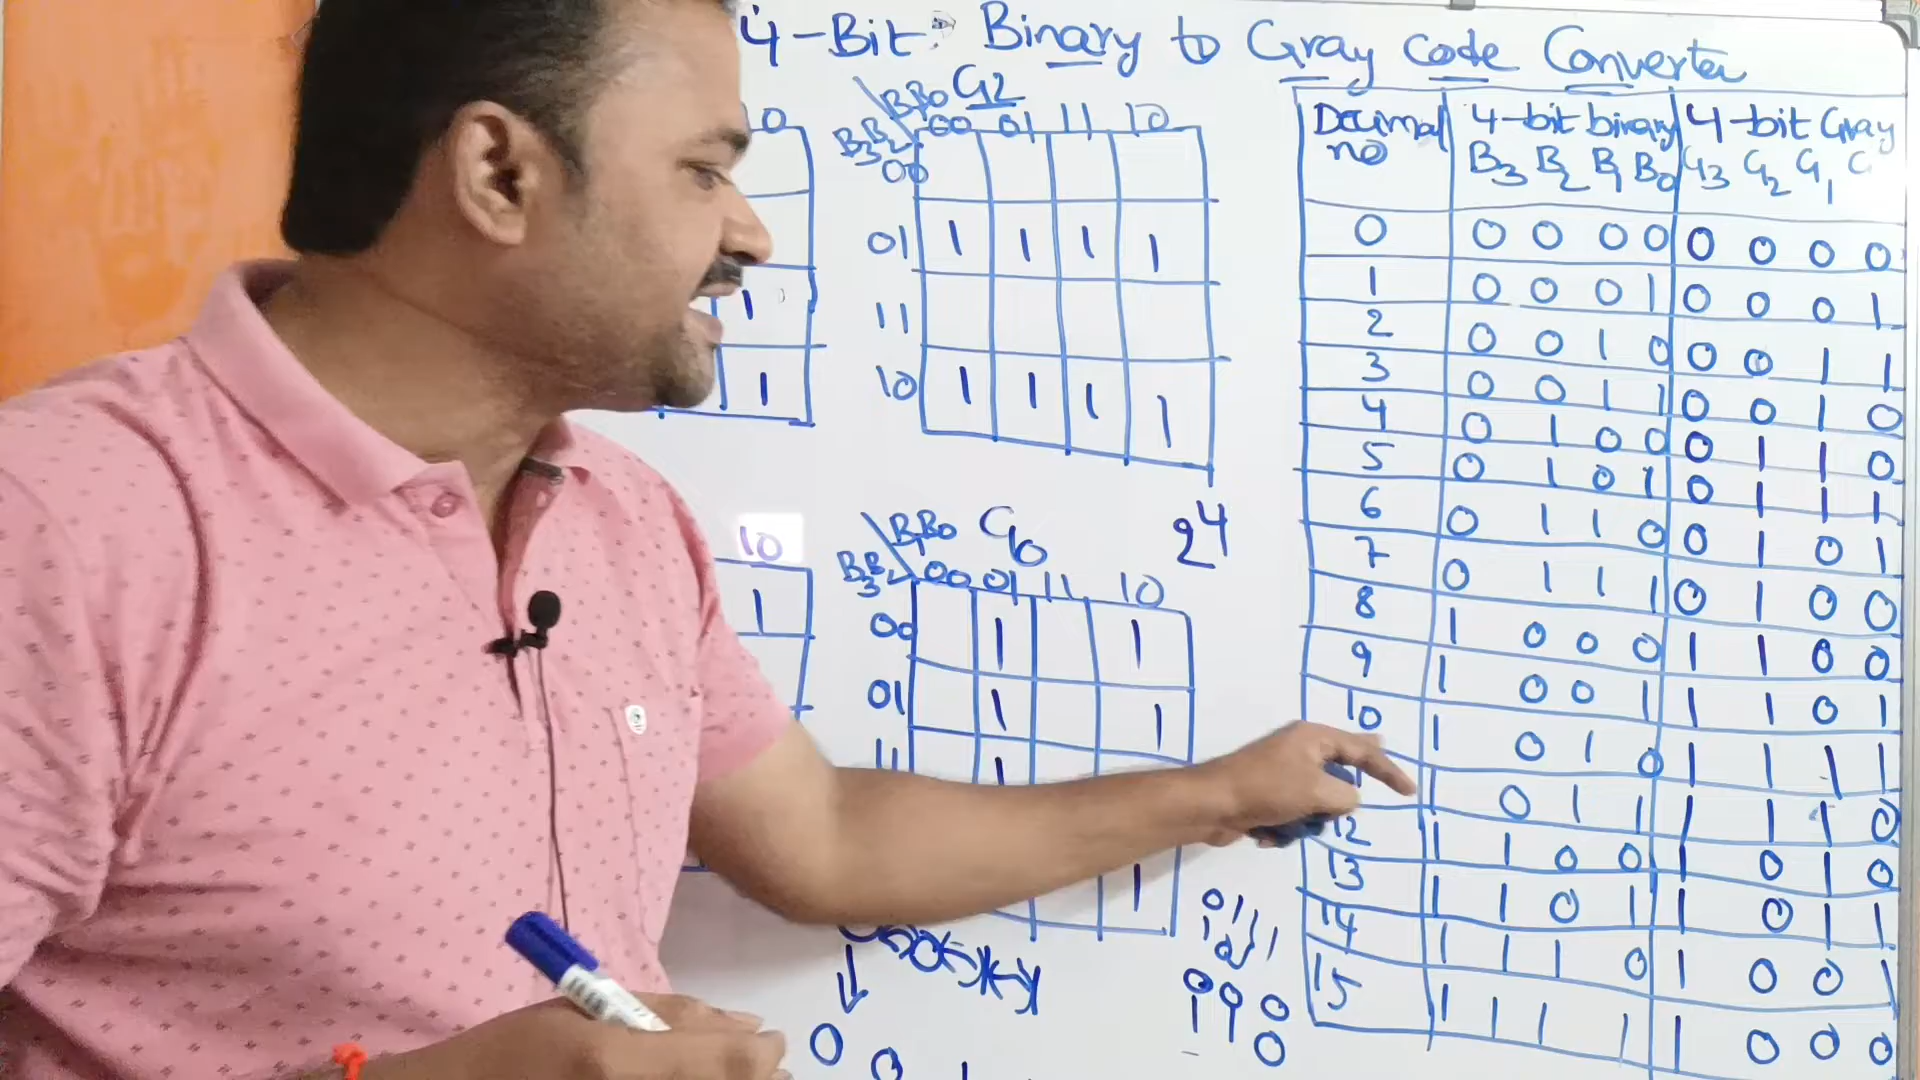 4-Bit Binary to Gray Code Converter
10
1
1
B1B0 G2
B3B2 00 01 11 10
00
01 1 1 1 1
11
10 1 1 1 1
10
1
B1B0 G0
2^4
B3B2 00 01 11 10
00 1 1
01 1 1
11 1
1
0
Decimal no 4-bit binary 4-bit Gray
B3 B2 B1 B0 G3 G2 G1 G
0 0 0 0 0 0 0 0 0
1 0 0 0 1 0 0 0 1
2 0 0 1 0 0 0 1 1
3 0 0 1 1 0 0 1 0
4 0 1 0 0 0 1 1 0
5 0 1 0 1 0 1 1 1
6 0 1 1 0 0 1 0 1
7 0 1 1 1 0 1 0 0
8 1 0 0 0 1 1 0 0
9 1 0 0 1 1 1 0 1
10 1 0 1 0 1 1 1 1
1 0 1 1 1 1 1 0
12 1 1 0 0 1 0 1 0
13 1 1 0 1 1 0 1 1
14 1 1 1 0 1 0 0 1
15 1 1 1 1 1 0 0 0